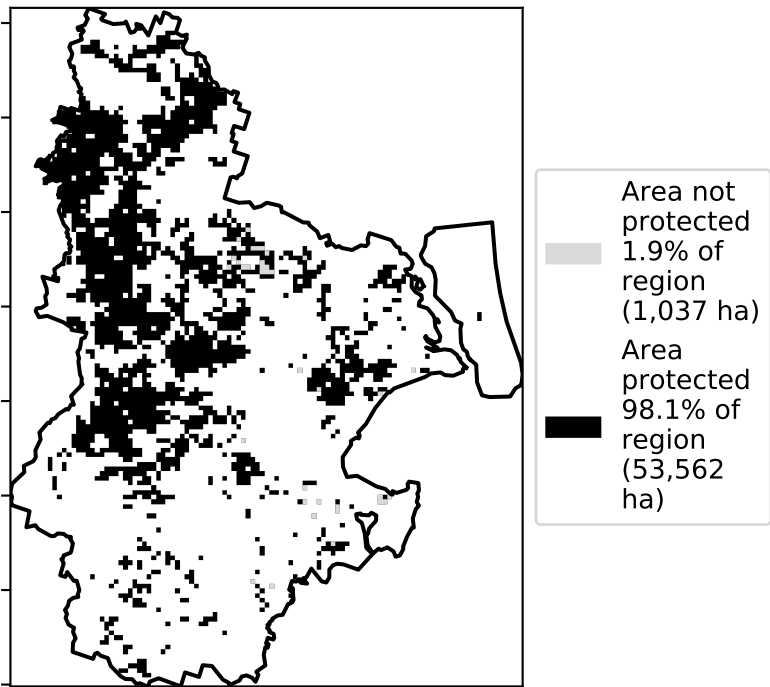 Area not
protected
1.9% of
region
(1,037 ha)
Area
protected
98.1% of
region
(53,562
ha)